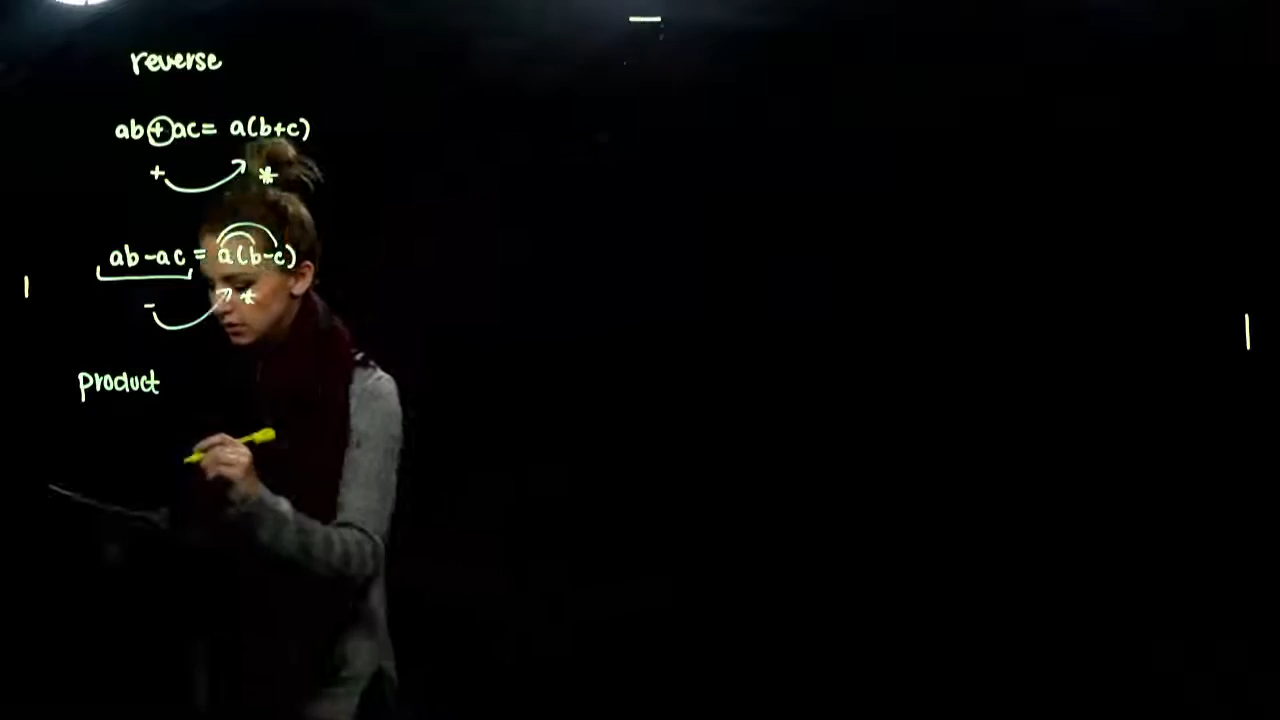 reverse
ab+ac= a(b+c)
+ *
ab-ac = a(b-c)
- *
product